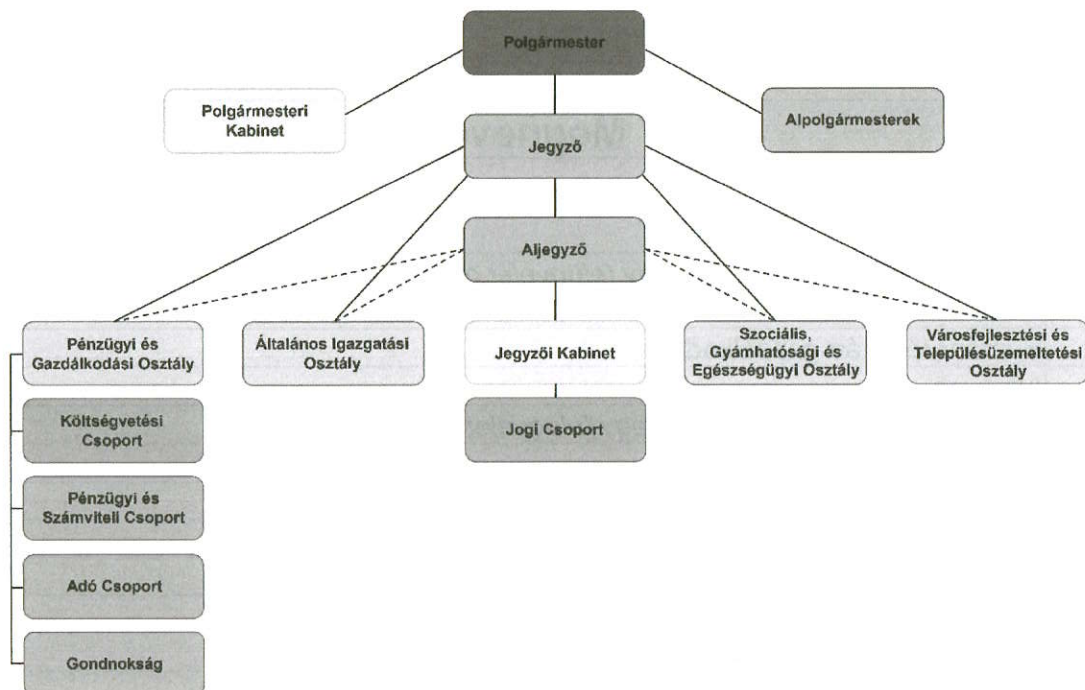 Polgármester
Polgármesteri
Kabinet
Alpolgármesterek
Jegyző
Aljegyző
Pénzügyi és
Gazdálkodási Osztály
Általános Igazgatási
Osztály
Jegyzői Kabinet
Szociális,
Gyámhatósági és
Egészségügyi Osztály
Városfejlesztési és
Településüzemeltetési
Osztály
Költségvetési
Csoport
Jogi Csoport
Pénzügyi és
Számviteli Csoport
Adó Csoport
Gondnokság